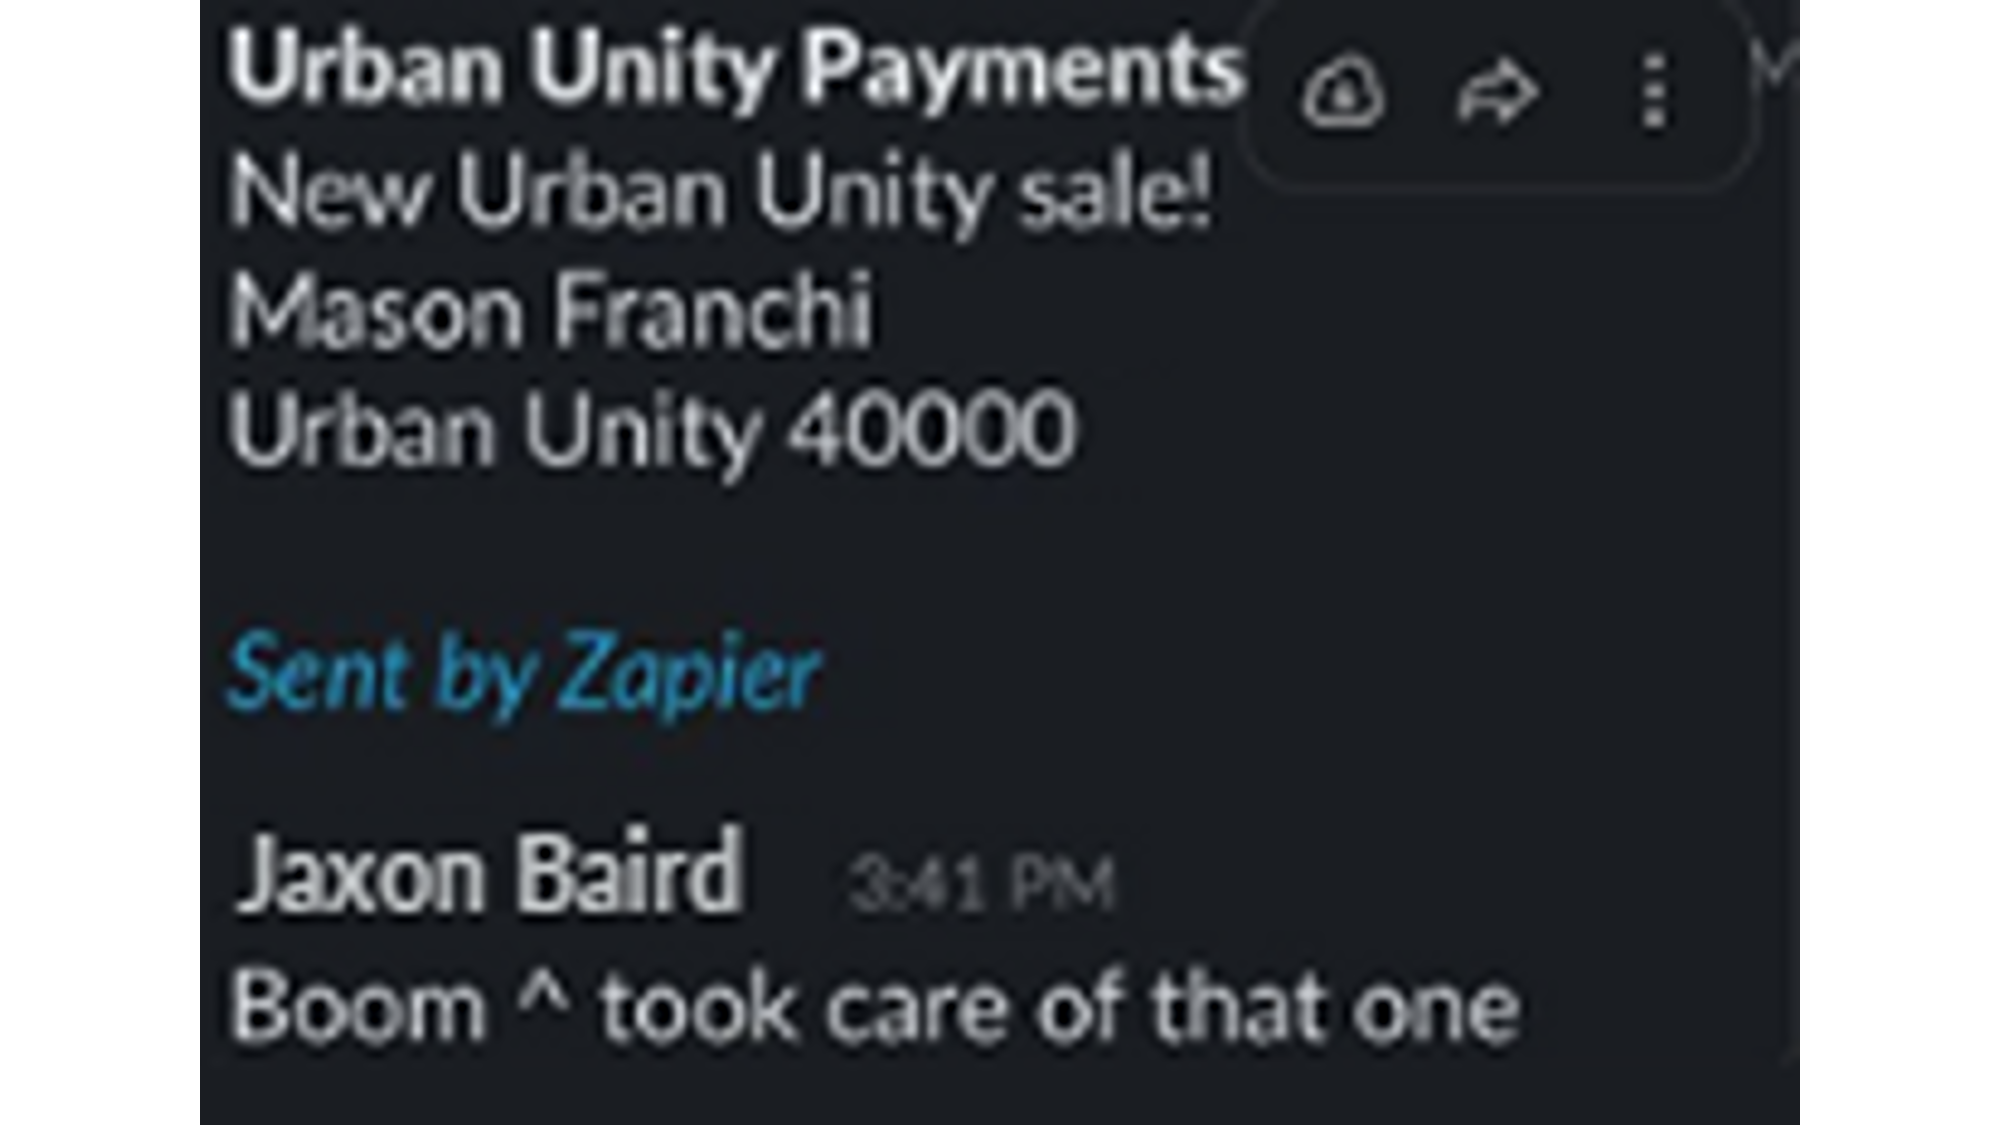 Urban Unity Payments
New Urban Unity sale!
Mason Franchi
Urban Unity 40000
Sent by Zapier
Jaxon Baird 3:41 PM
Boom ^ took care of that one